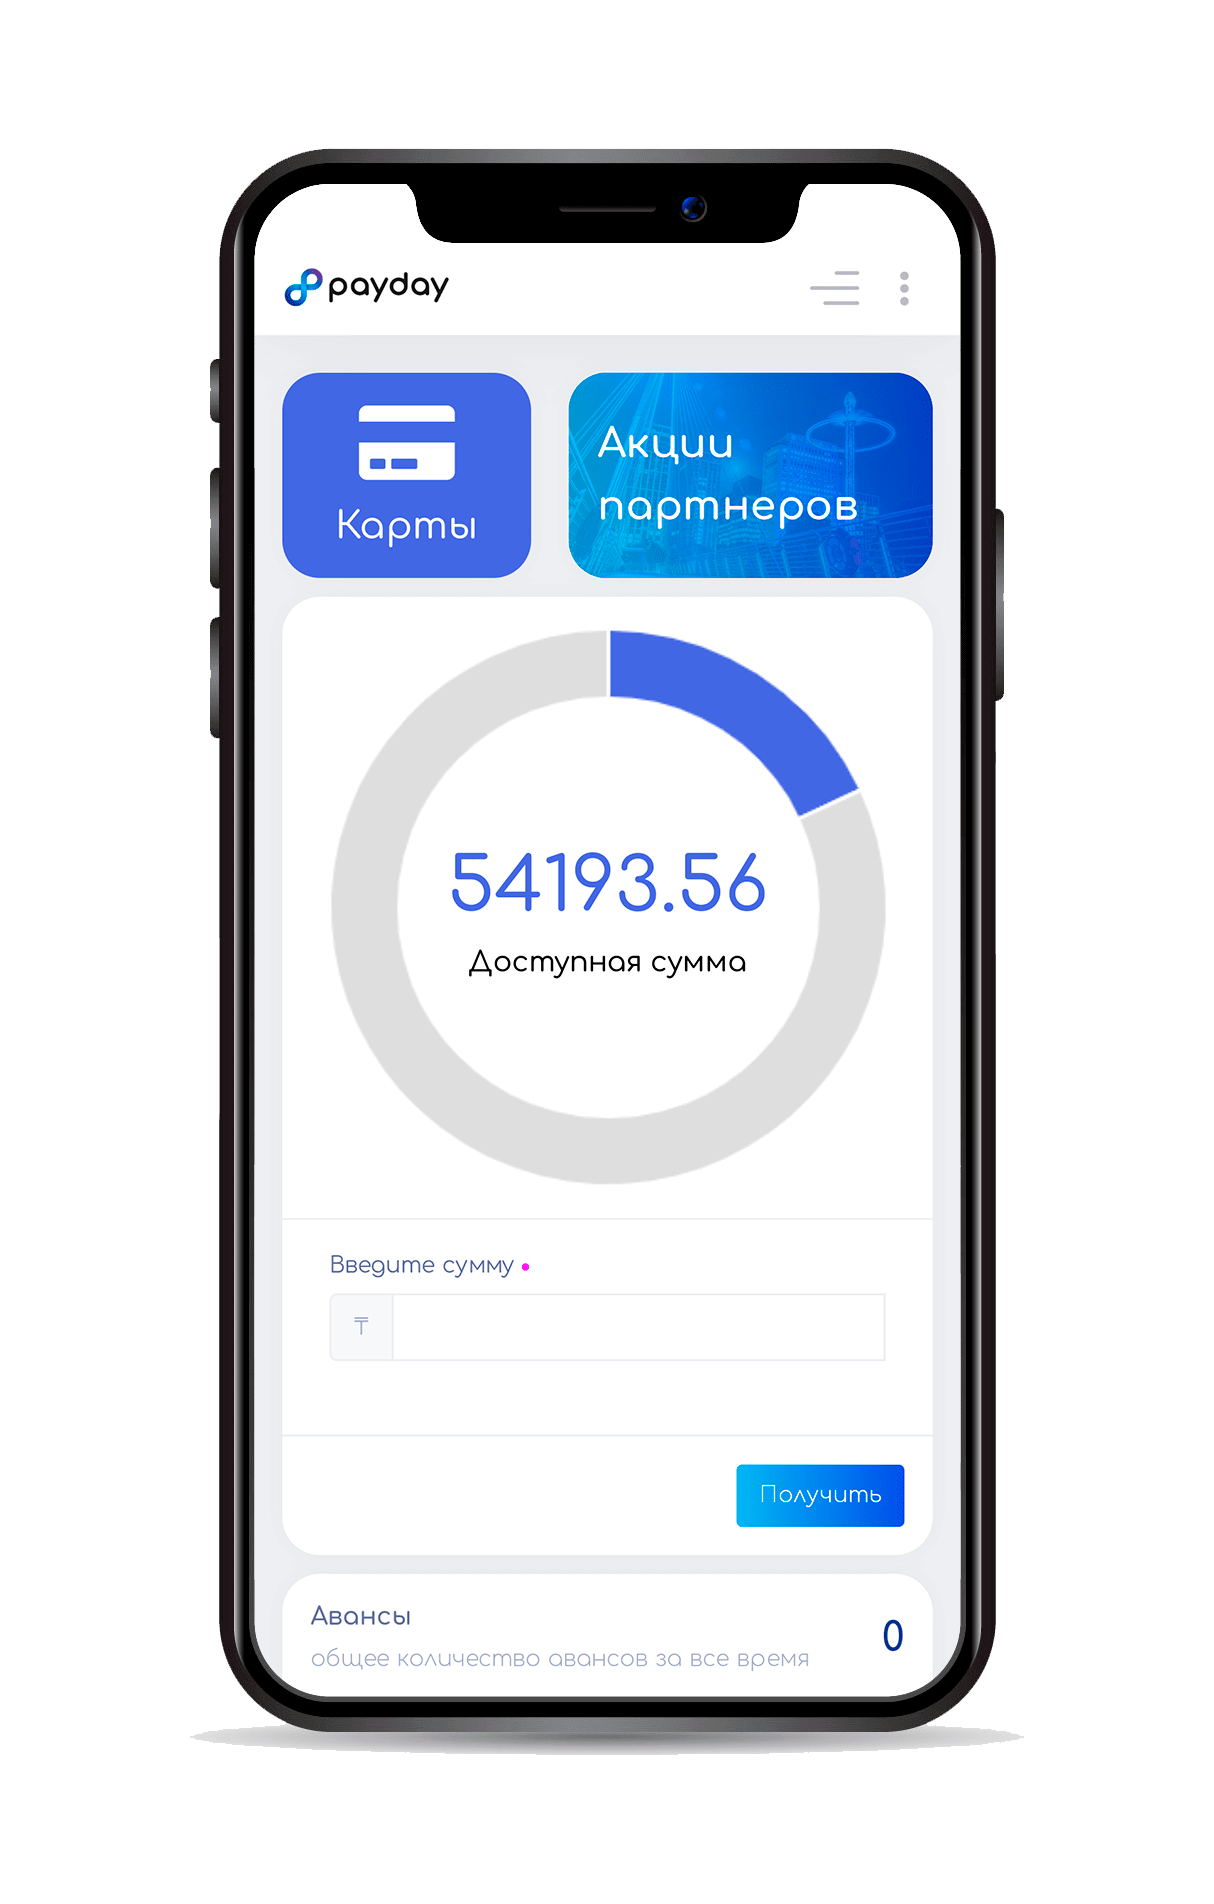 payday
Карты
Акции
партнеров
54193.56
Доступная сумма
Введите сумму
₸
Получить
Авансы
0
общее количество авансов за все время